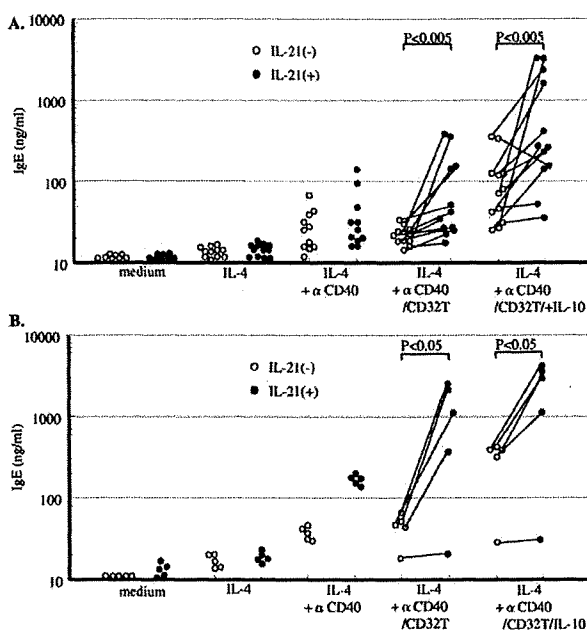 A.
10000
1000
100
10
IgE (ng/ml)
IL-21(-)
IL-21(+)
P<0.005
P<0.005
medium
IL-4
IL-4
+ α CD40
IL-4
+ α CD40
/CD32T
IL-4
+ α CD40
/CD32T/+IL-10
B.
10000
1000
100
10
IgE (ng/ml)
IL-21(-)
IL-21(+)
P<0.05
P<0.05
medium
IL-4
IL-4
+ α CD40
IL-4
+ α CD40
/CD32T
IL-4
+ α CD40
/CD32T/IL-10